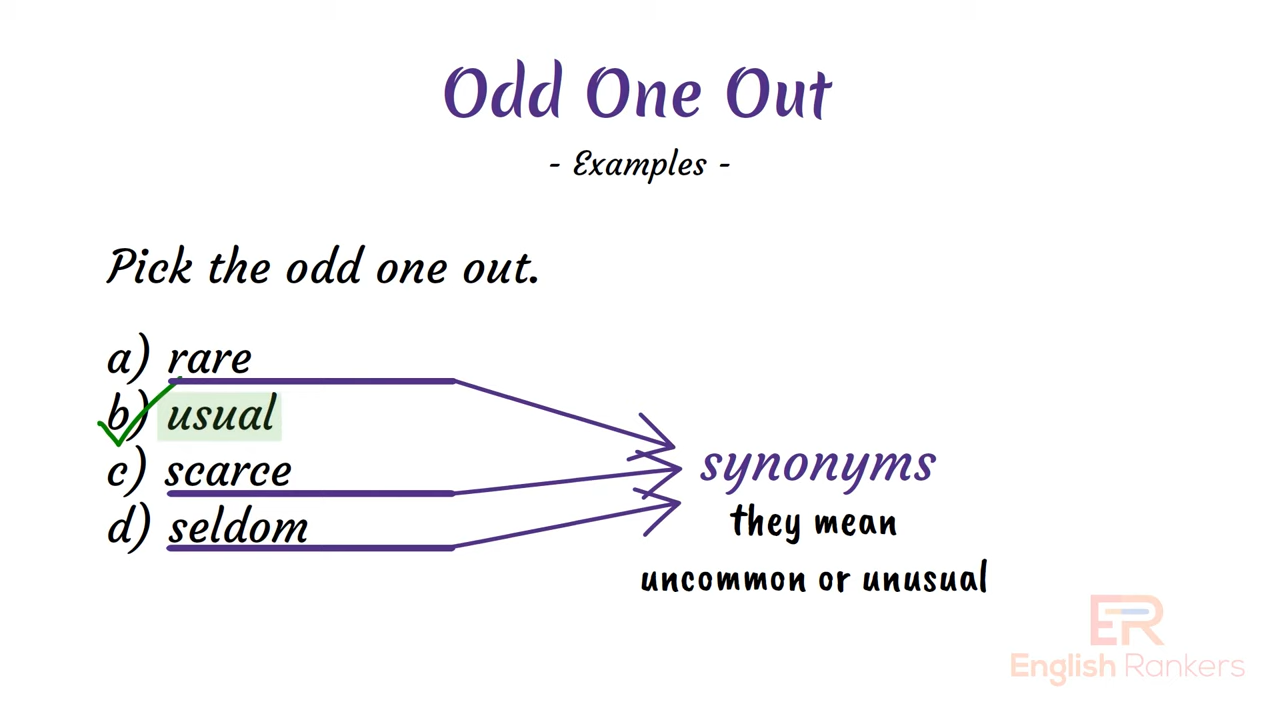 Odd One Out
- Examples -
Pick the odd one out.
a) rare
b) usual
c) scarce
d) seldom
synonyms
they mean
uncommon or unusual
ER
English Rankers